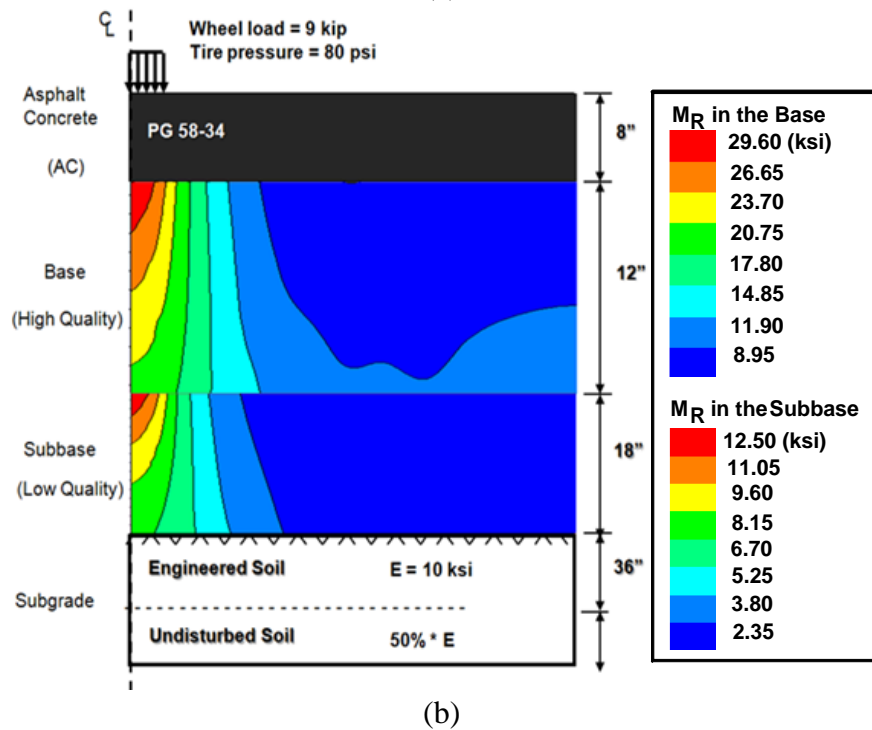 ℄
Wheel load = 9 kip
Tire pressure = 80 psi
Asphalt
Concrete
(AC)
PG 58-34
8”
Base
(High Quality)
12”
Subbase
(Low Quality)
18”
Engineered Soil E = 10 ksi
36”
Subgrade
Undisturbed Soil 50% * E
MR in the Base
29.60 (ksi)
26.65
23.70
20.75
17.80
14.85
11.90
8.95
MR in the Subbase
12.50 (ksi)
11.05
9.60
8.15
6.70
5.25
3.80
2.35
(b)